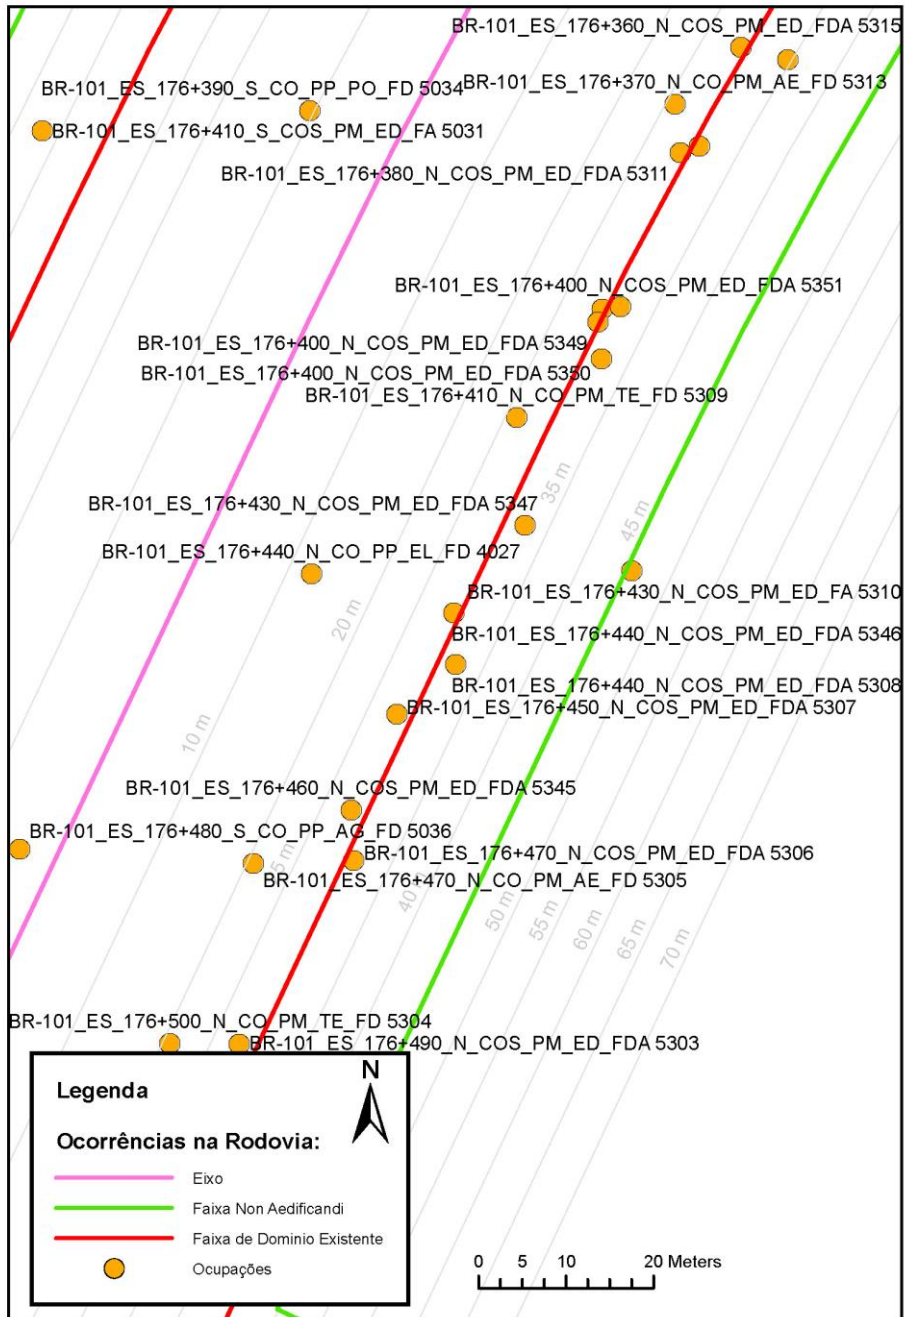 BR-101_ES_176+360_N_COS_PM_ED_FDA 5315
BR-101_ES_176+390_S_CO_PP_PO_FD 5034
BR-101_ES_176+370_N_CO_PM_AE_FD 5313
BR-101_ES_176+410_S_COS_PM_ED_FA 5031
BR-101_ES_176+380_N_COS_PM_ED_FDA 5311
BR-101_ES_176+400_N_COS_PM_ED_FDA 5351
BR-101_ES_176+400_N_COS_PM_ED_FDA 5349
BR-101_ES_176+400_N_COS_PM_ED_FDA 5350
BR-101_ES_176+410_N_CO_PM_TE_FD 5309
35 m
BR-101_ES_176+430_N_COS_PM_ED_FDA 5347
45 m
BR-101_ES_176+440_N_CO_PP_EL_FD 4027
BR-101_ES_176+430_N_COS_PM_ED_FA 5310
20 m
BR-101_ES_176+440_N_COS_PM_ED_FDA 5346
BR-101_ES_176+440_N_COS_PM_ED_FDA 5308
BR-101_ES_176+450_N_COS_PM_ED_FDA 5307
10 m
BR-101_ES_176+460_N_COS_PM_ED_FDA 5345
BR-101_ES_176+480_S_CO_PP_AG_FD 5036
BR-101_ES_176+470_N_COS_PM_ED_FDA 5306
5 m
BR-101_ES_176+470_N_CO_PM_AE_FD 5305
40 m
50 m
55 m
60 m
65 m
70 m
BR-101_ES_176+500_N_CO_PM_TE_FD 5304
BR-101_ES_176+490_N_COS_PM_ED_FDA 5303
N
Legenda
Ocorrências na Rodovia:
Eixo
Faixa Non Aedificandi
Faixa de Dominio Existente
Ocupações
0 5 10 20 Meters